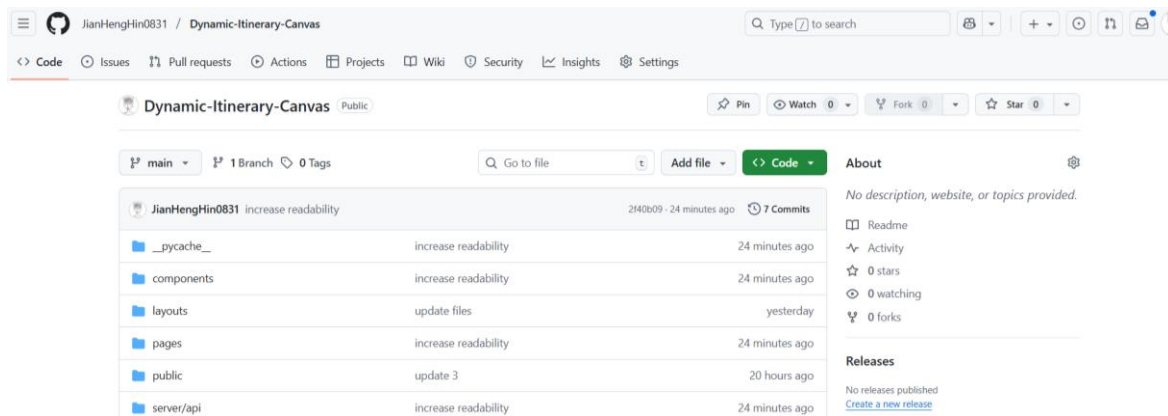 JianHengHin0831 / Dynamic-Itinerary-Canvas
Type / to search
Code Issues Pull requests Actions Projects Wiki Security Insights Settings
Dynamic-Itinerary-Canvas Public
Pin Watch 0 Fork 0 Star 0
main 1 Branch 0 Tags Go to file t Add file Code
About
No description, website, or topics provided.
JianHengHin0831 increase readability 2f40b09 · 24 minutes ago 7 Commits
__pycache__ increase readability 24 minutes ago
components increase readability 24 minutes ago
layouts update files yesterday
pages increase readability 24 minutes ago
public update 3 20 hours ago
server/api increase readability 24 minutes ago
Readme
Activity
0 stars
0 watching
0 forks
Releases
No releases published
Create a new release